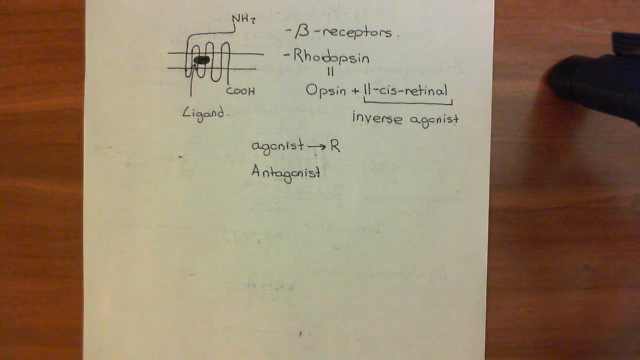 NH₂
-β-receptors.
-Rhodopsin
=
Opsin + 11-cis-retinal
COOH
Ligand.
inverse agonist
agonist → R
Antagonist